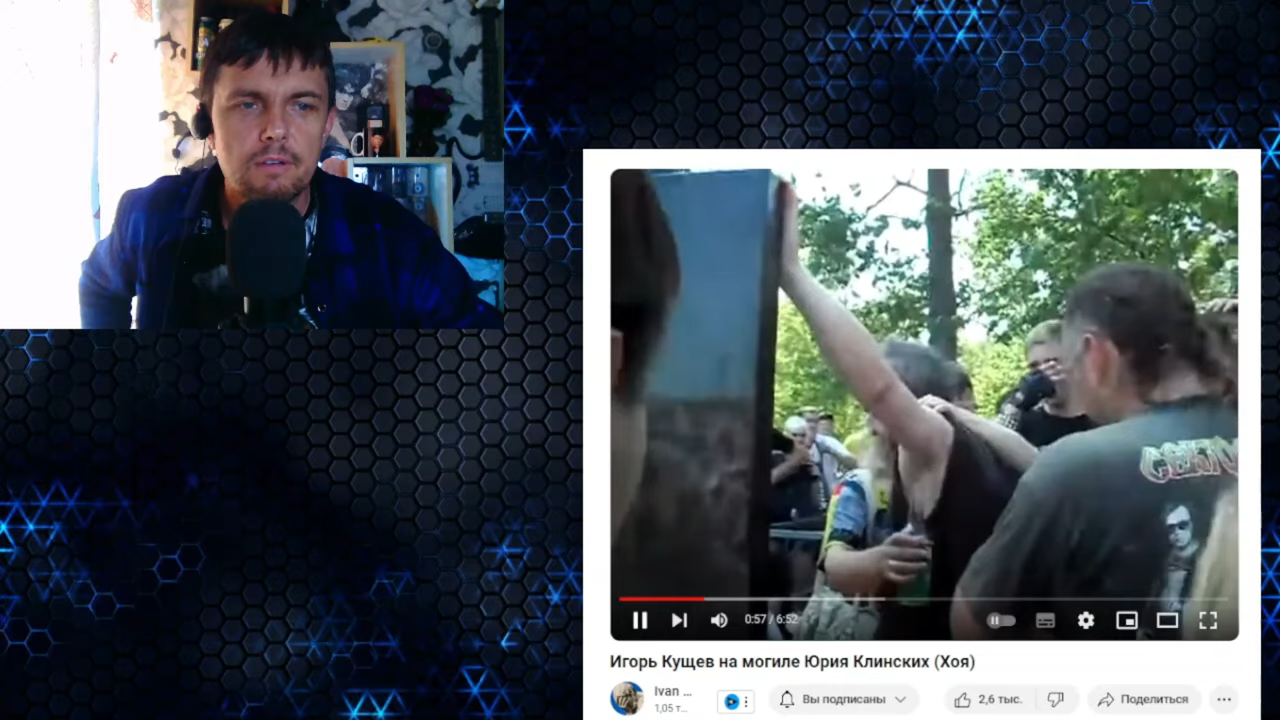 0:57 / 6:52
Игорь Кущев на могиле Юрия Клинских (Хоя)
Ivan ...
1,05 т...
Вы подписаны
2,6 тыс.
Поделиться